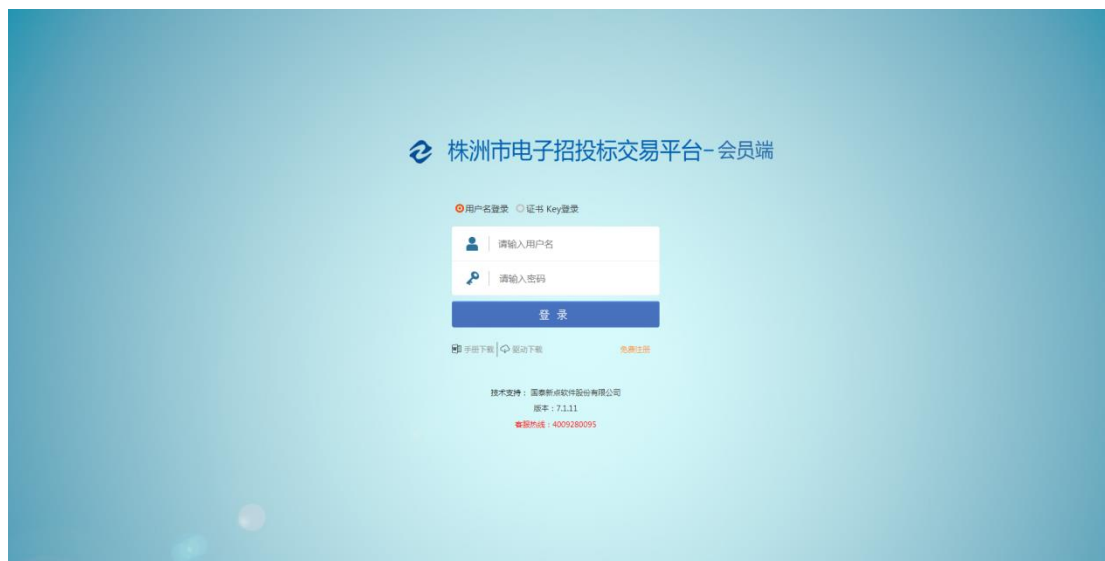 株洲市电子招投标交易平台-会员端
用户名登录 证书 Key登录
请输入用户名
请输入密码
登 录
手册下载 驱动下载 免费注册
技术支持：国泰新点软件股份有限公司
版本：7.1.11
客服热线：4009280095